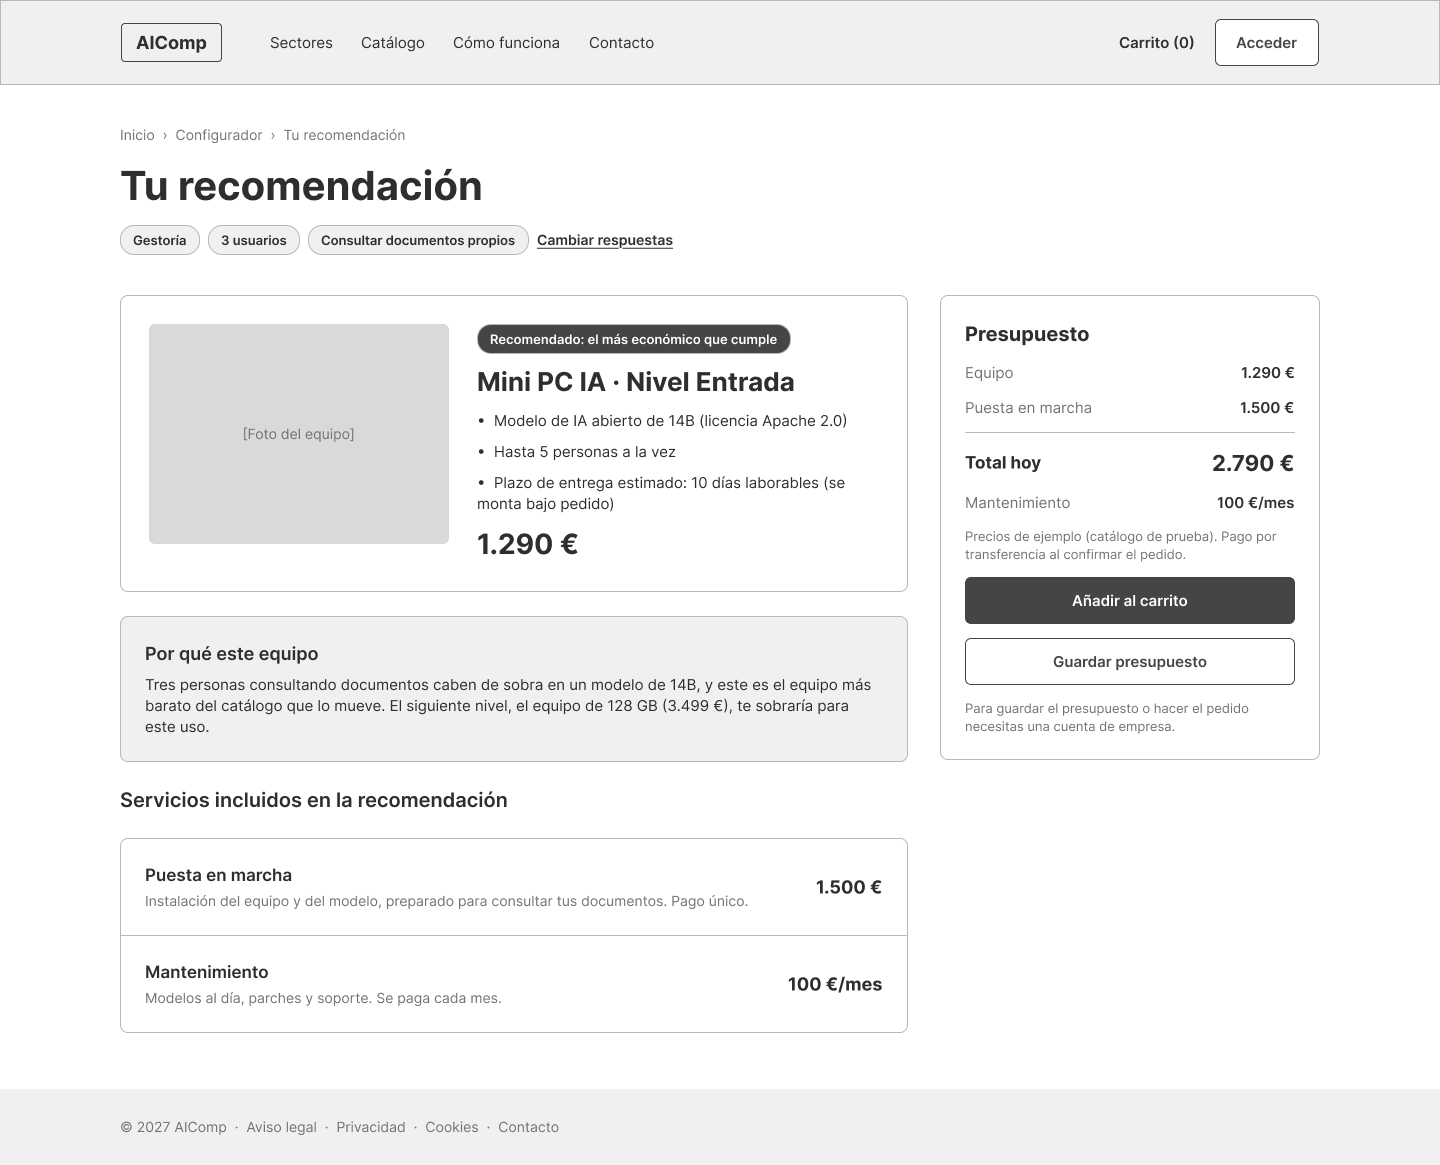 AIComp
Sectores
Catálogo
Cómo funciona
Contacto
Carrito (0)
Acceder
Inicio › Configurador › Tu recomendación
Tu recomendación
Gestoría
3 usuarios
Consultar documentos propios
Cambiar respuestas
[Foto del equipo]
Recomendado: el más económico que cumple
Mini PC IA · Nivel Entrada
• Modelo de IA abierto de 14B (licencia Apache 2.0)
• Hasta 5 personas a la vez
• Plazo de entrega estimado: 10 días laborables (se
monta bajo pedido)
1.290 €
Por qué este equipo
Tres personas consultando documentos caben de sobra en un modelo de 14B, y este es el equipo más
barato del catálogo que lo mueve. El siguiente nivel, el equipo de 128 GB (3.499 €), te sobraría para
este uso.
Servicios incluidos en la recomendación
Puesta en marcha
Instalación del equipo y del modelo, preparado para consultar tus documentos. Pago único.
1.500 €
Mantenimiento
Modelos al día, parches y soporte. Se paga cada mes.
100 €/mes
Presupuesto
Equipo 1.290 €
Puesta en marcha 1.500 €
Total hoy 2.790 €
Mantenimiento 100 €/mes
Precios de ejemplo (catálogo de prueba). Pago por
transferencia al confirmar el pedido.
Añadir al carrito
Guardar presupuesto
Para guardar el presupuesto o hacer el pedido
necesitas una cuenta de empresa.
© 2027 AIComp · Aviso legal · Privacidad · Cookies · Contacto